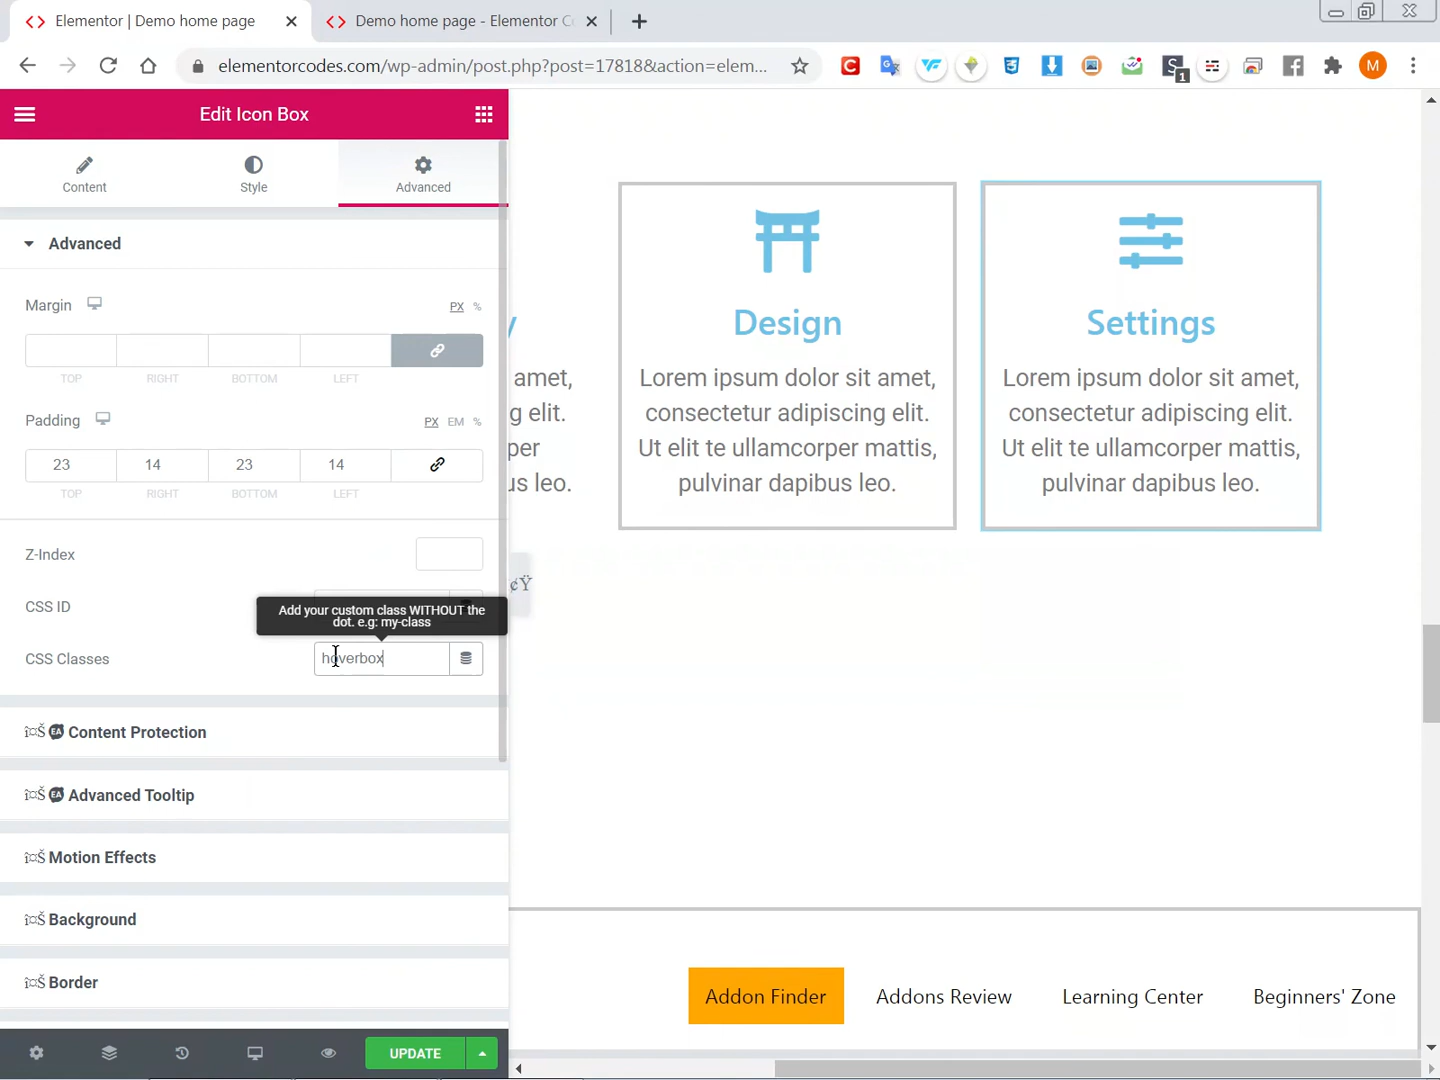 Elementor | Demo home page
Demo home page - Elementor C
elementorcodes.com/wp-admin/post.php?post=17818&action=elem...
1
M
Edit Icon Box
Content
Style
Advanced
Advanced
Margin
PX %
TOP RIGHT BOTTOM LEFT
Padding
PX EM %
23 14 23 14
TOP RIGHT BOTTOM LEFT
Z-Index
CSS ID
Add your custom class WITHOUT the
dot. e.g: my-class
CSS Classes
hoverbox
î¤Š EA Content Protection
î¤Š EA Advanced Tooltip
î¤Š Motion Effects
î¤Š Background
î¤Š Border
UPDATE
y
amet,
g elit.
per
us leo.
¢Ÿ
Design
Lorem ipsum dolor sit amet,
consectetur adipiscing elit.
Ut elit te ullamcorper mattis,
pulvinar dapibus leo.
Settings
Lorem ipsum dolor sit amet,
consectetur adipiscing elit.
Ut elit te ullamcorper mattis,
pulvinar dapibus leo.
Addon Finder
Addons Review
Learning Center
Beginners' Zone